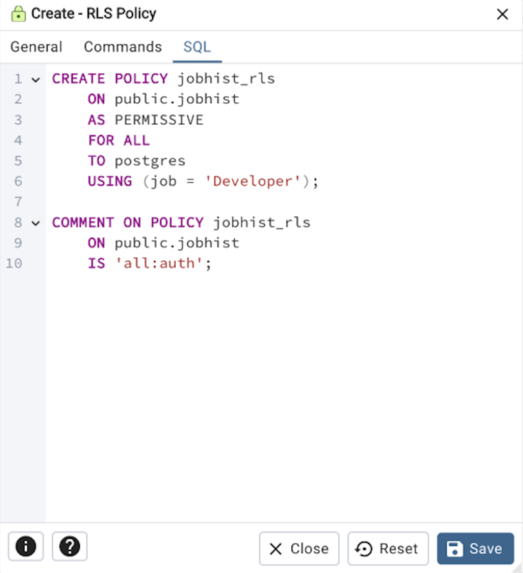 Create - RLS Policy
General Commands SQL
1 CREATE POLICY jobhist_rls
2 ON public.jobhist
3 AS PERMISSIVE
4 FOR ALL
5 TO postgres
6 USING (job = 'Developer');
7
8 COMMENT ON POLICY jobhist_rls
9 ON public.jobhist
10 IS 'all:auth';
Close Reset Save